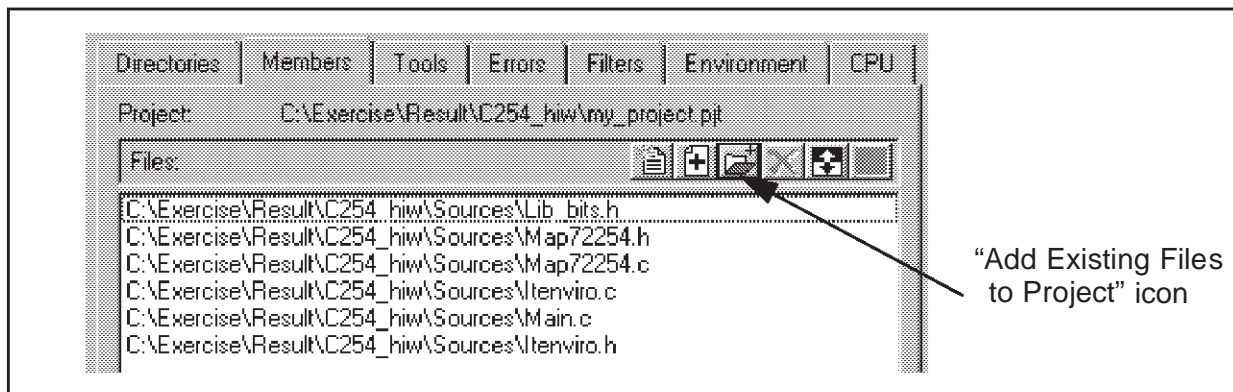 Directories Members Tools Errors Filters Environment CPU
Project: C:\Exercise\Result\C254_hiw\my_project.pjt
Files:
C:\Exercise\Result\C254_hiw\Sources\Lib_bits.h
C:\Exercise\Result\C254_hiw\Sources\Map72254.h
C:\Exercise\Result\C254_hiw\Sources\Map72254.c
C:\Exercise\Result\C254_hiw\Sources\Itenviro.c
C:\Exercise\Result\C254_hiw\Sources\Main.c
C:\Exercise\Result\C254_hiw\Sources\Itenviro.h
“Add Existing Files
to Project” icon